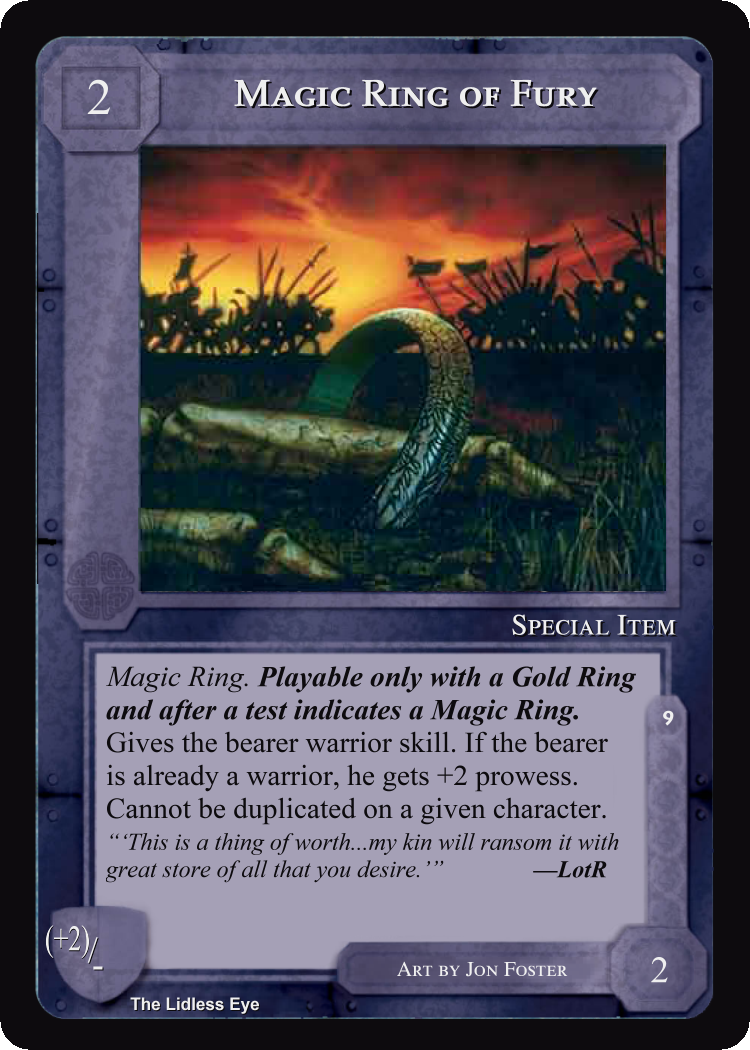 2
Magic Ring of Fury
Special Item
Magic Ring. Playable only with a Gold Ring
and after a test indicates a Magic Ring.
Gives the bearer warrior skill. If the bearer
is already a warrior, he gets +2 prowess.
Cannot be duplicated on a given character.
“‘This is a thing of worth...my kin will ransom it with
great store of all that you desire.’” —LotR
9
(+2)/-
Art by Jon Foster
2
The Lidless Eye